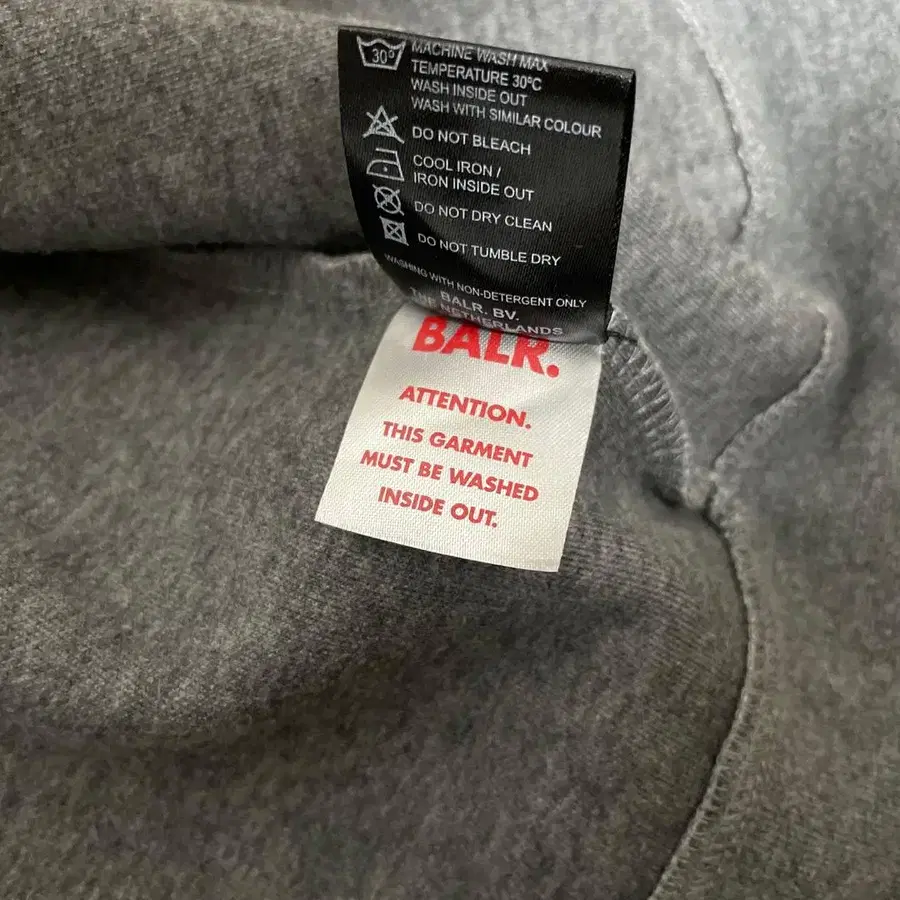 30°
MACHINE WASH MAX
TEMPERATURE 30°C
WASH INSIDE OUT
WASH WITH SIMILAR COLOUR
DO NOT BLEACH
COOL IRON /
IRON INSIDE OUT
DO NOT DRY CLEAN
DO NOT TUMBLE DRY
WASHING WITH NON-DETERGENT ONLY
BALR. BV.
THE NETHERLANDS
BALR.
ATTENTION.
THIS GARMENT
MUST BE WASHED
INSIDE OUT.